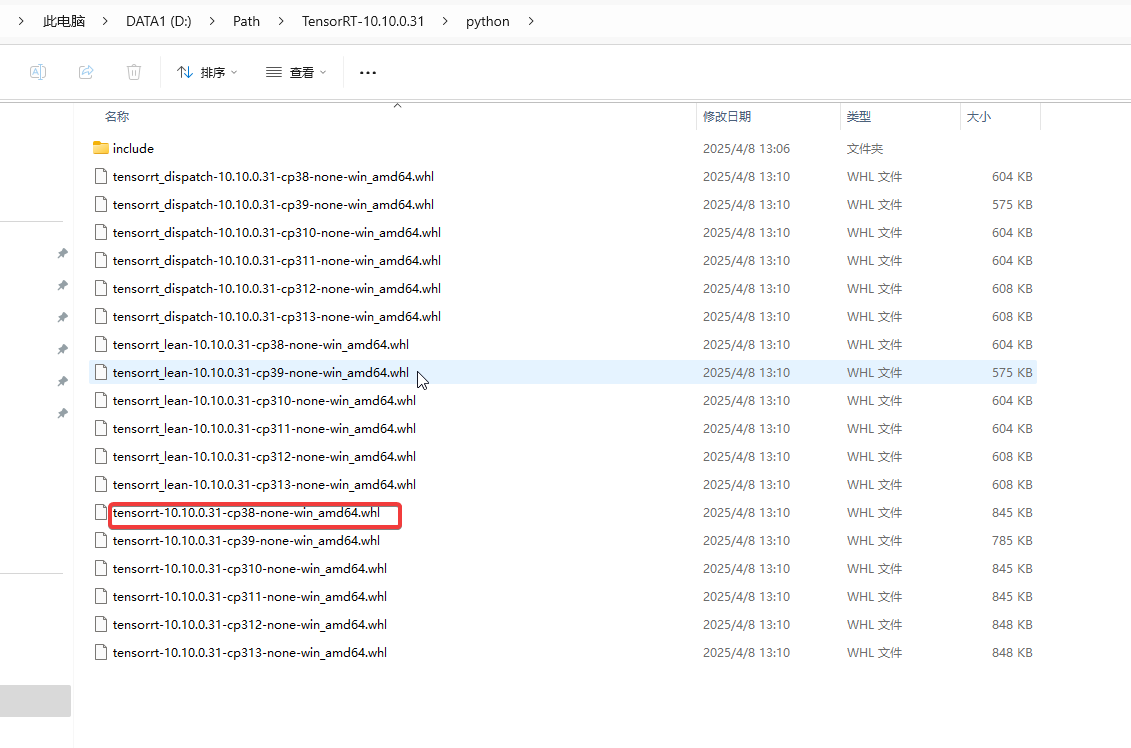 此电脑 DATA1 (D:) Path TensorRT-10.10.0.31 python
排序 查看
名称 修改日期 类型 大小
include 2025/4/8 13:06 文件夹
tensorrt_dispatch-10.10.0.31-cp38-none-win_amd64.whl 2025/4/8 13:10 WHL 文件 604 KB
tensorrt_dispatch-10.10.0.31-cp39-none-win_amd64.whl 2025/4/8 13:10 WHL 文件 575 KB
tensorrt_dispatch-10.10.0.31-cp310-none-win_amd64.whl 2025/4/8 13:10 WHL 文件 604 KB
tensorrt_dispatch-10.10.0.31-cp311-none-win_amd64.whl 2025/4/8 13:10 WHL 文件 604 KB
tensorrt_dispatch-10.10.0.31-cp312-none-win_amd64.whl 2025/4/8 13:10 WHL 文件 608 KB
tensorrt_dispatch-10.10.0.31-cp313-none-win_amd64.whl 2025/4/8 13:10 WHL 文件 608 KB
tensorrt_lean-10.10.0.31-cp38-none-win_amd64.whl 2025/4/8 13:10 WHL 文件 604 KB
tensorrt_lean-10.10.0.31-cp39-none-win_amd64.whl 2025/4/8 13:10 WHL 文件 575 KB
tensorrt_lean-10.10.0.31-cp310-none-win_amd64.whl 2025/4/8 13:10 WHL 文件 604 KB
tensorrt_lean-10.10.0.31-cp311-none-win_amd64.whl 2025/4/8 13:10 WHL 文件 604 KB
tensorrt_lean-10.10.0.31-cp312-none-win_amd64.whl 2025/4/8 13:10 WHL 文件 608 KB
tensorrt_lean-10.10.0.31-cp313-none-win_amd64.whl 2025/4/8 13:10 WHL 文件 608 KB
tensorrt-10.10.0.31-cp38-none-win_amd64.whl 2025/4/8 13:10 WHL 文件 845 KB
tensorrt-10.10.0.31-cp39-none-win_amd64.whl 2025/4/8 13:10 WHL 文件 785 KB
tensorrt-10.10.0.31-cp310-none-win_amd64.whl 2025/4/8 13:10 WHL 文件 845 KB
tensorrt-10.10.0.31-cp311-none-win_amd64.whl 2025/4/8 13:10 WHL 文件 845 KB
tensorrt-10.10.0.31-cp312-none-win_amd64.whl 2025/4/8 13:10 WHL 文件 848 KB
tensorrt-10.10.0.31-cp313-none-win_amd64.whl 2025/4/8 13:10 WHL 文件 848 KB